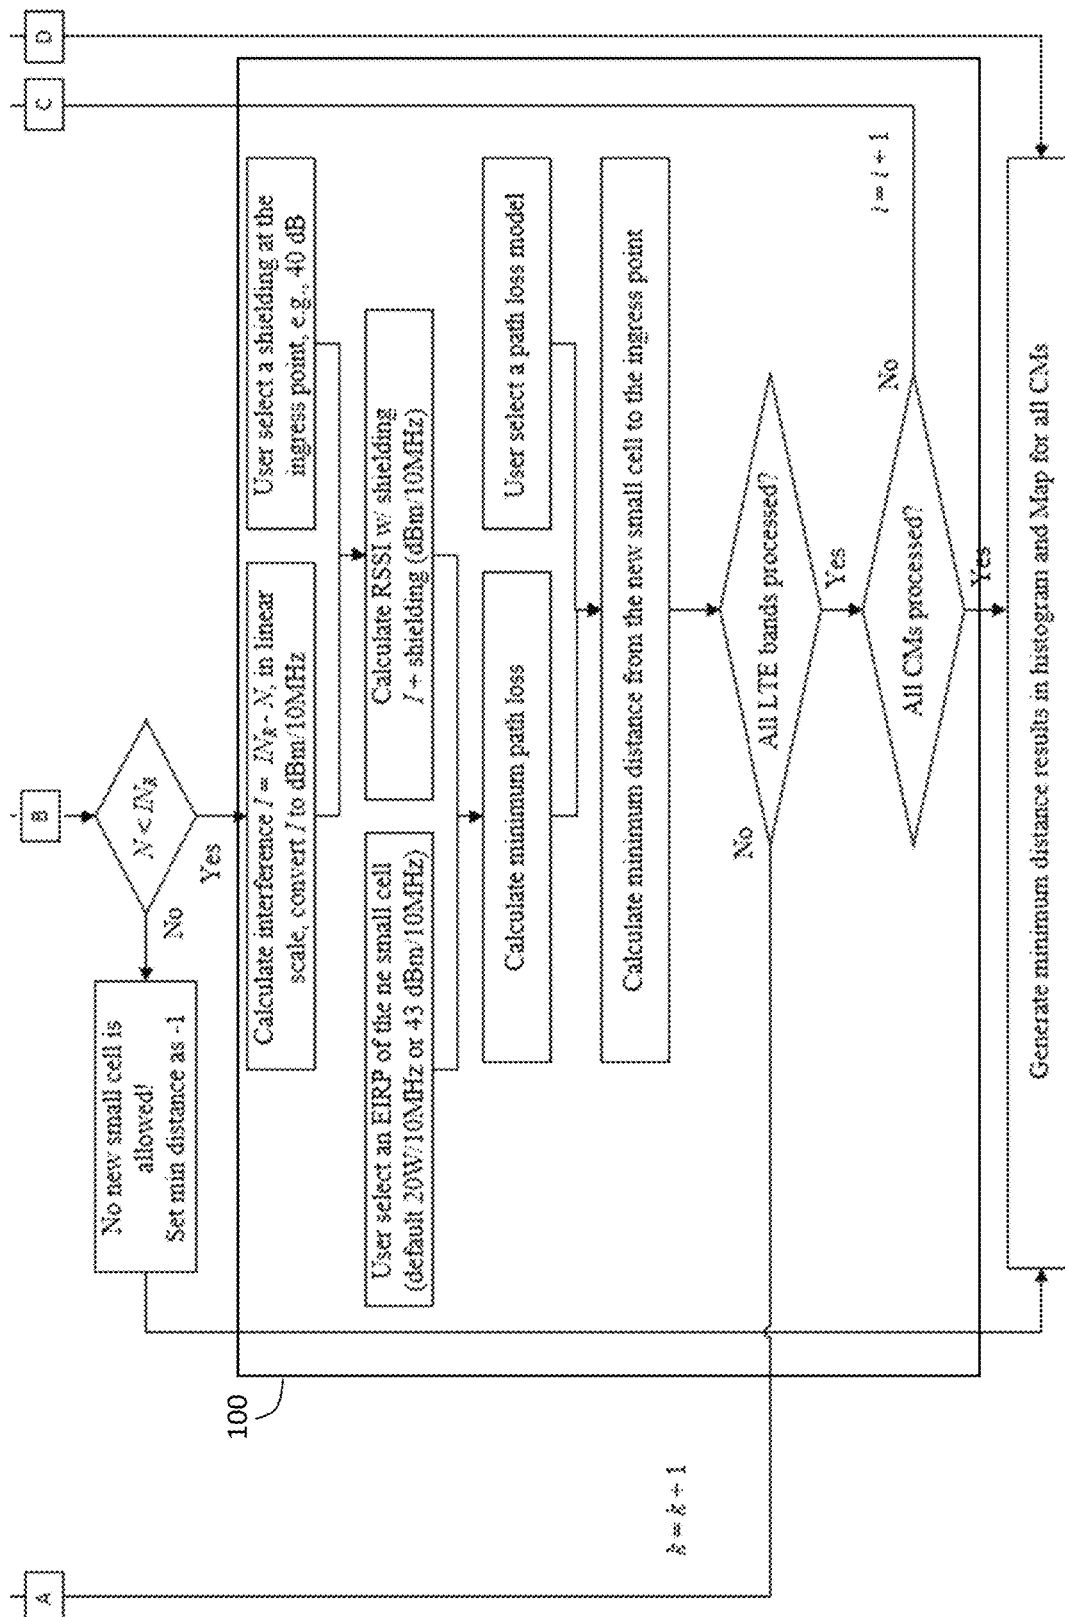 A
B
C
D
N < INR
No
Yes
No new small cell is
allowed!
Set min distance as -1
100
Calculate interference I = INR - N, in linear
scale, convert I to dBm/10MHz
User select a shielding at the
ingress point, e.g., 40 dB
User select an EIRP of the ne small cell
(default 20W/10MHz or 43 dBm/10MHz)
Calculate RSSI w/ shielding
I + shielding (dBm/10MHz)
Calculate minimum path loss
User select a path loss model
Calculate minimum distance from the new small cell to the ingress point
k = k + 1
No
All LTE bands processed?
Yes
All CMs processed?
No
i = i + 1
Yes
Generate minimum distance results in histogram and Map for all CMs